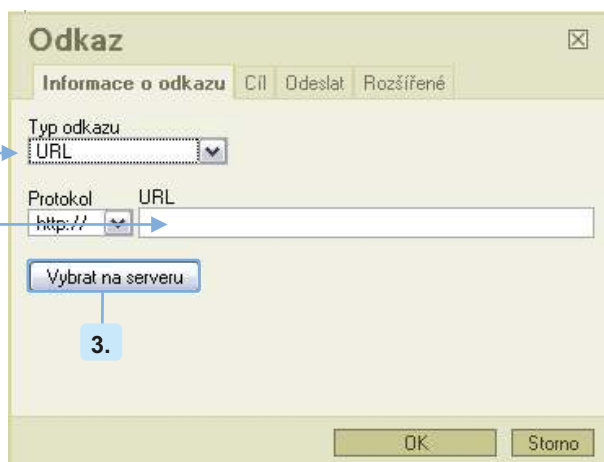 Odkaz
Informace o odkazu Cíl Odeslat Rozšířené
Typ odkazu
URL
Protokol URL
http://
Vybrat na serveru
3.
OK Storno